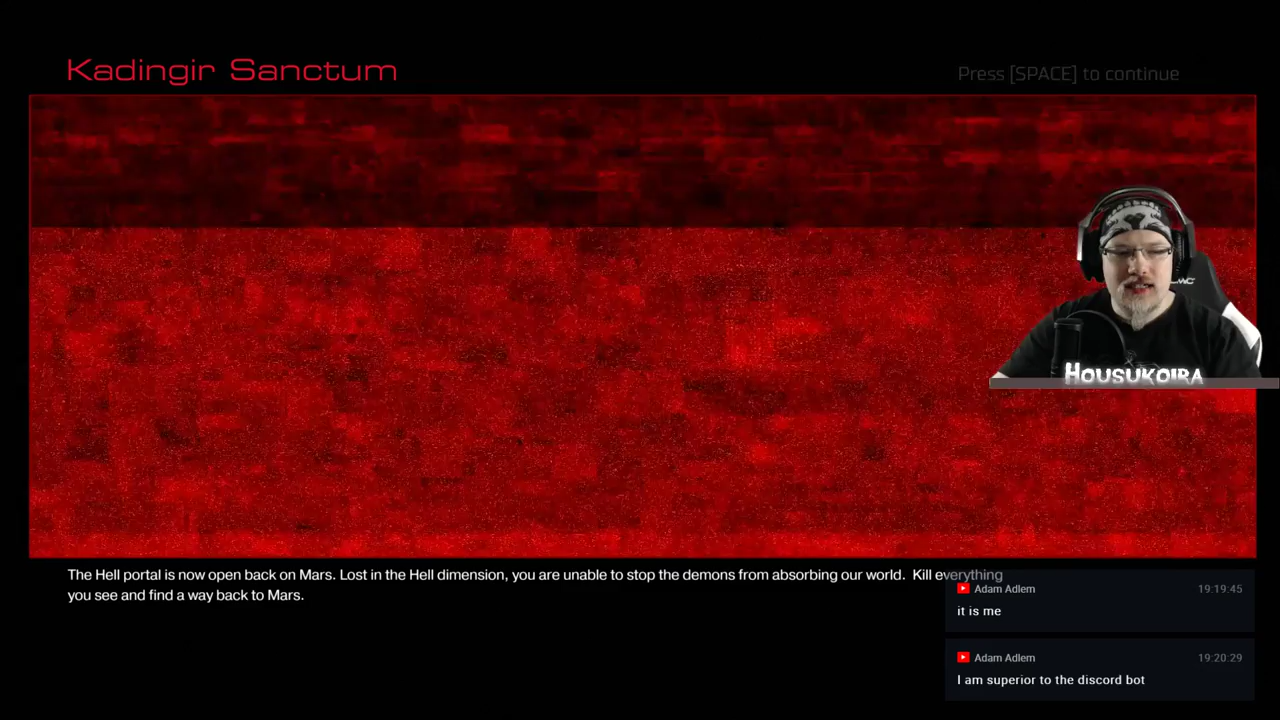 Kadingir Sanctum
Press [SPACE] to continue
HOUSUKOIRA
The Hell portal is now open back on Mars. Lost in the Hell dimension, you are unable to stop the demons from absorbing our world. Kill everything
you see and find a way back to Mars.
Adam Adlem 19:19:45
it is me
Adam Adlem 19:20:29
I am superior to the discord bot